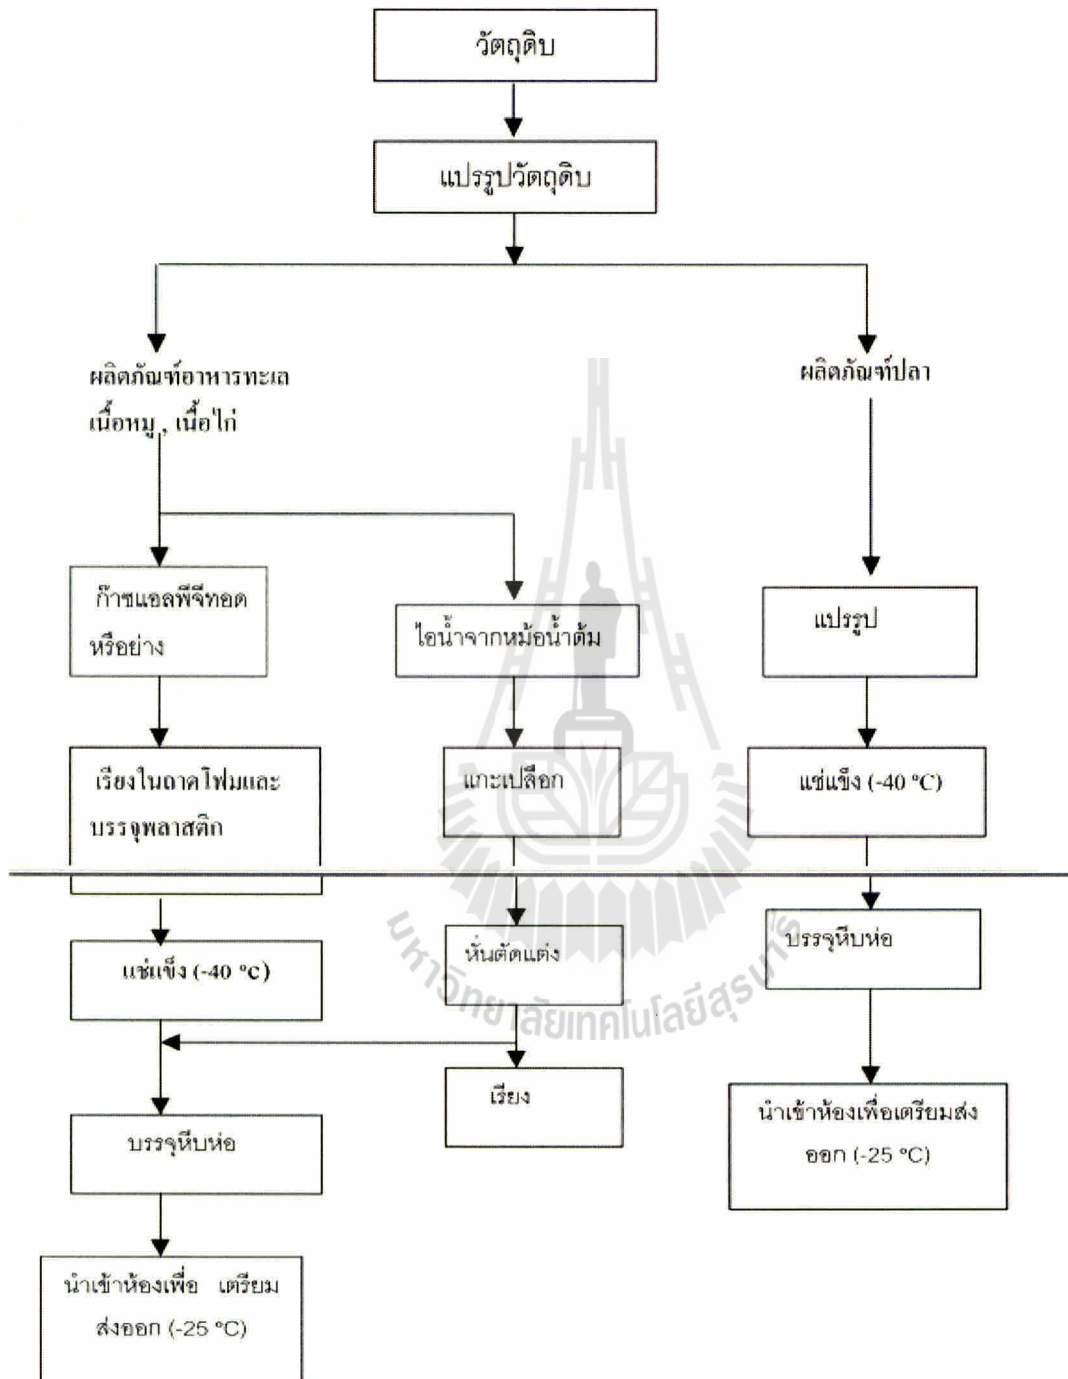 วัตถุดิบ
แปรรูปวัตถุดิบ
ผลิตภัณฑ์อาหารทะเล
เนื้อหมู , เนื้อไก่
ผลิตภัณฑ์ปลา
ก๊าซแอลพีจีทอด
หรือย่าง
ไอน้ำจากหม้อน้ำต้ม
แปรรูป
เรียงในถาดโฟมและ
บรรจุพลาสติก
แกะเปลือก
แช่แข็ง (-40 °C)
แช่แข็ง (-40 °C)
หั่นตัดแต่ง
บรรจุหีบห่อ
มหาวิทยาลัยเทคโนโลยีสุรนารี
บรรจุหีบห่อ
เรียง
นำเข้าห้องเพื่อเตรียมส่ง
ออก (-25 °C)
นำเข้าห้องเพื่อ เตรียม
ส่งออก (-25 °C)